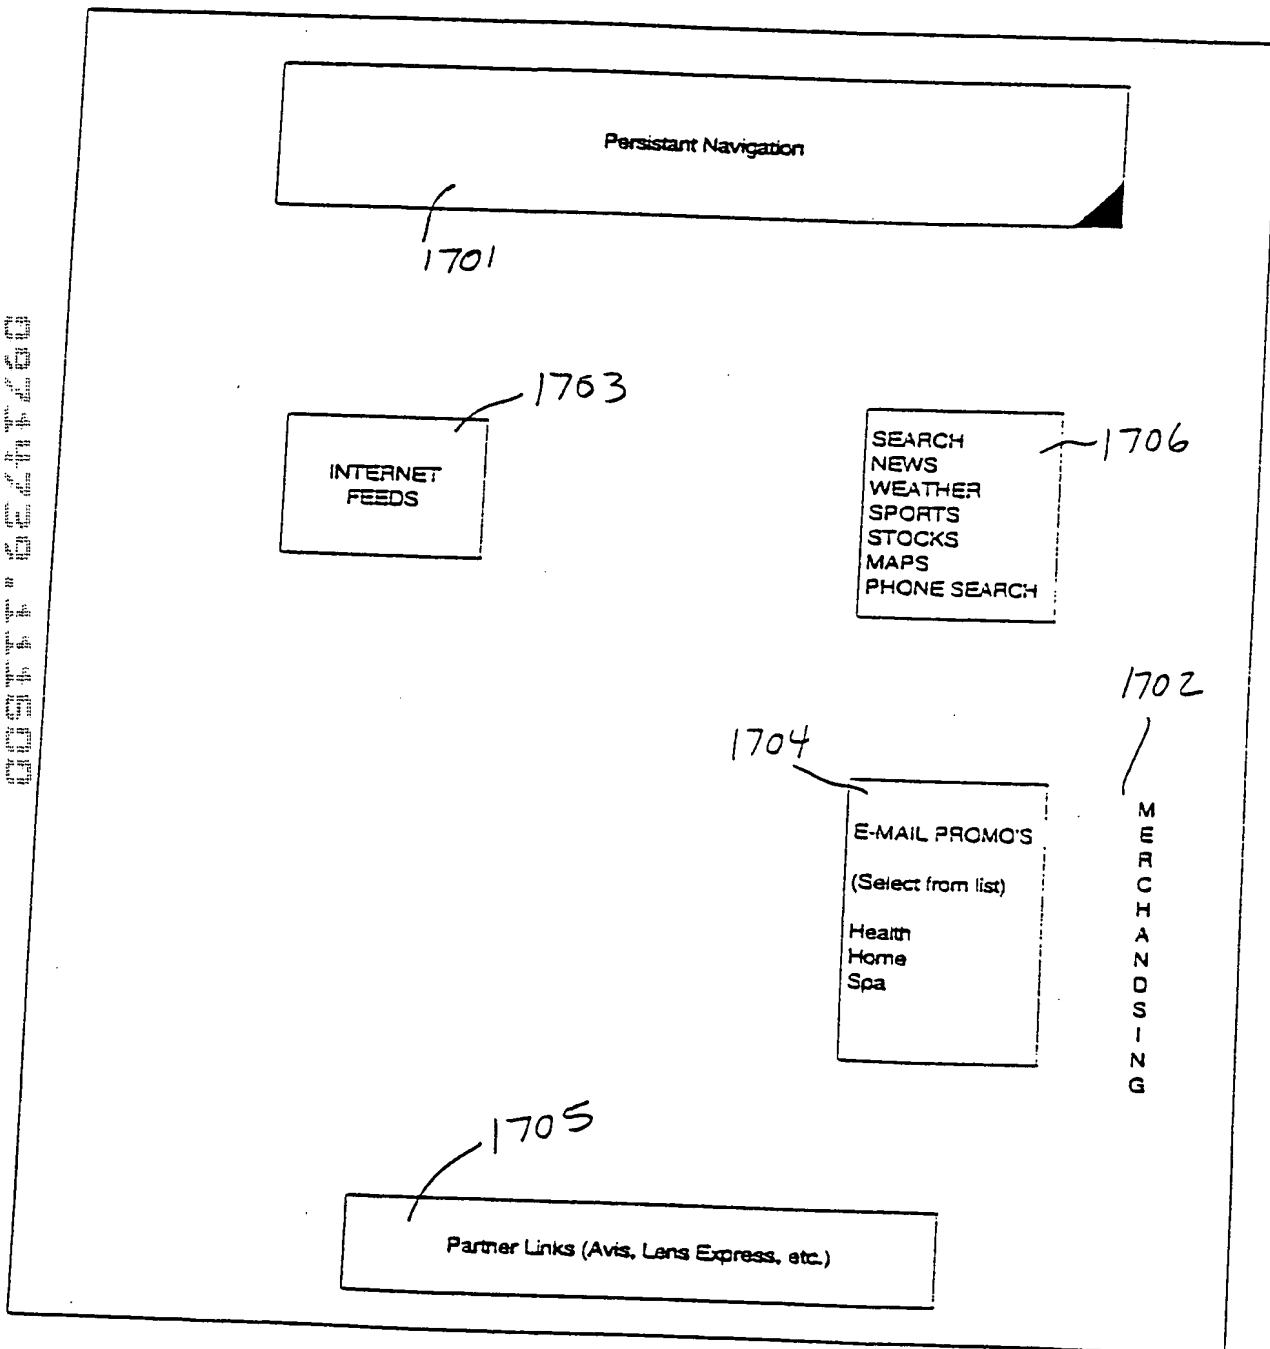 Persistant Navigation
1701
1703
INTERNET
FEEDS
SEARCH
NEWS
WEATHER
SPORTS
STOCKS
MAPS
PHONE SEARCH
1706
1702
1704
E-MAIL PROMO'S
(Select from list)
Health
Home
Spa
MERCHANDSING
1705
Partner Links (Avis, Lens Express, etc.)